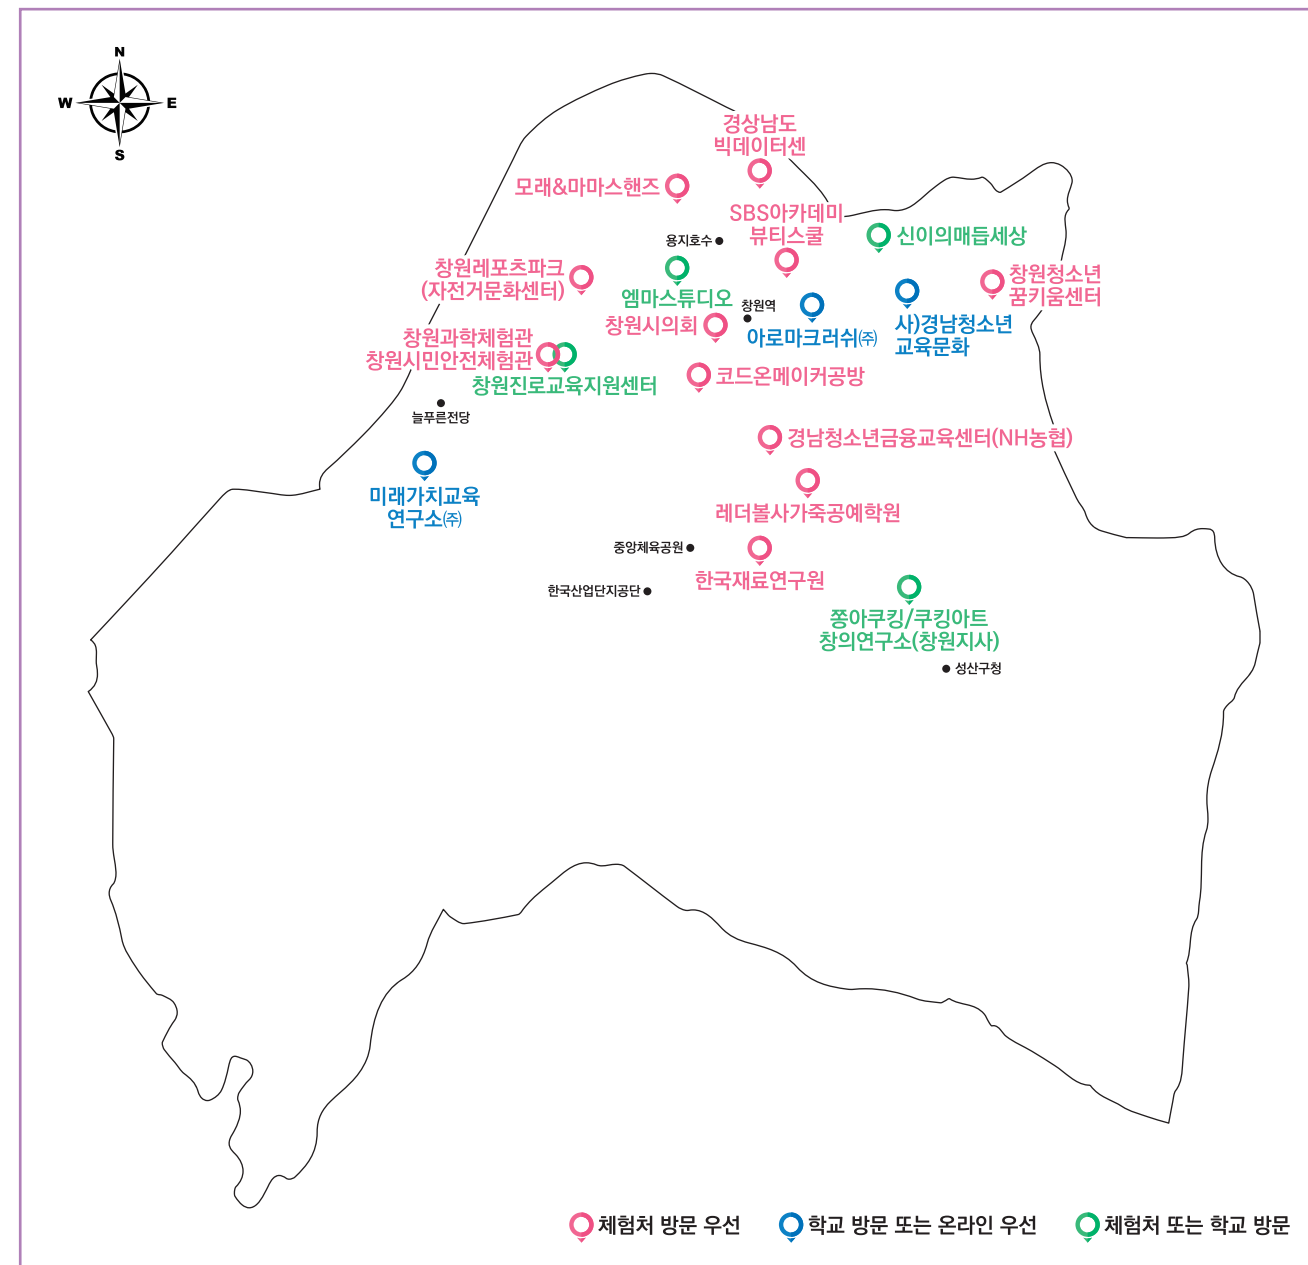 N
W
E
S
경상남도
빅데이터센
모래&마마스핸즈
SBS아카데미
뷰티스쿨
용지호수
신이의매듭세상
창원레포츠파크
(자전거문화센터)
엠마스튜디오
창원청소년
꿈키움센터
창원역
창원시의회
아로마크러쉬㈜
사)경남청소년
교육문화
창원과학체험관
창원시민안전체험관
창원진로교육지원센터
코드온메이커공방
늘푸른전당
경남청소년금융교육센터(NH농협)
미래가치교육
연구소㈜
레더볼사가죽공예학원
중앙체육공원
한국재료연구원
한국산업단지공단
쫑아쿠킹/쿠킹아트
창의연구소(창원지사)
성산구청
체험처 방문 우선
학교 방문 또는 온라인 우선
체험처 또는 학교 방문